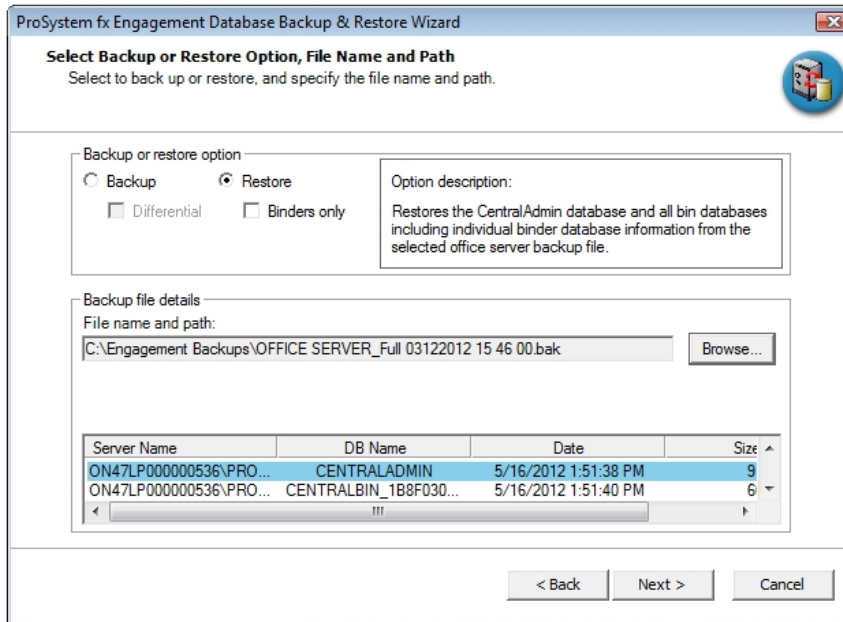 ProSystem fx Engagement Database Backup & Restore Wizard
Select Backup or Restore Option, File Name and Path
Select to back up or restore, and specify the file name and path.
Backup or restore option
Backup
Restore
Differential
Binders only
Option description:
Restores the CentralAdmin database and all bin databases
including individual binder database information from the
selected office server backup file.
Backup file details
File name and path:
C:\Engagement Backups\OFFICE SERVER_Full 03122012 15 46 00.bak
Browse...
Server Name DB Name Date Size
ON47LP000000536\PRO... CENTRALADMIN 5/16/2012 1:51:38 PM 9
ON47LP000000536\PRO... CENTRALBIN_1B8F030... 5/16/2012 1:51:40 PM
< Back
Next >
Cancel